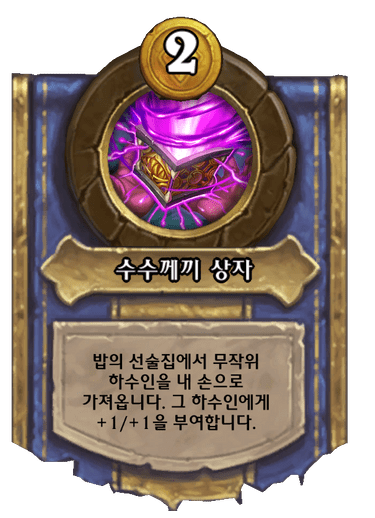 2
수수께끼 상자
밥의 선술집에서 무작위
하수인을 내 손으로
가져옵니다. 그 하수인에게
+1/+1을 부여합니다.